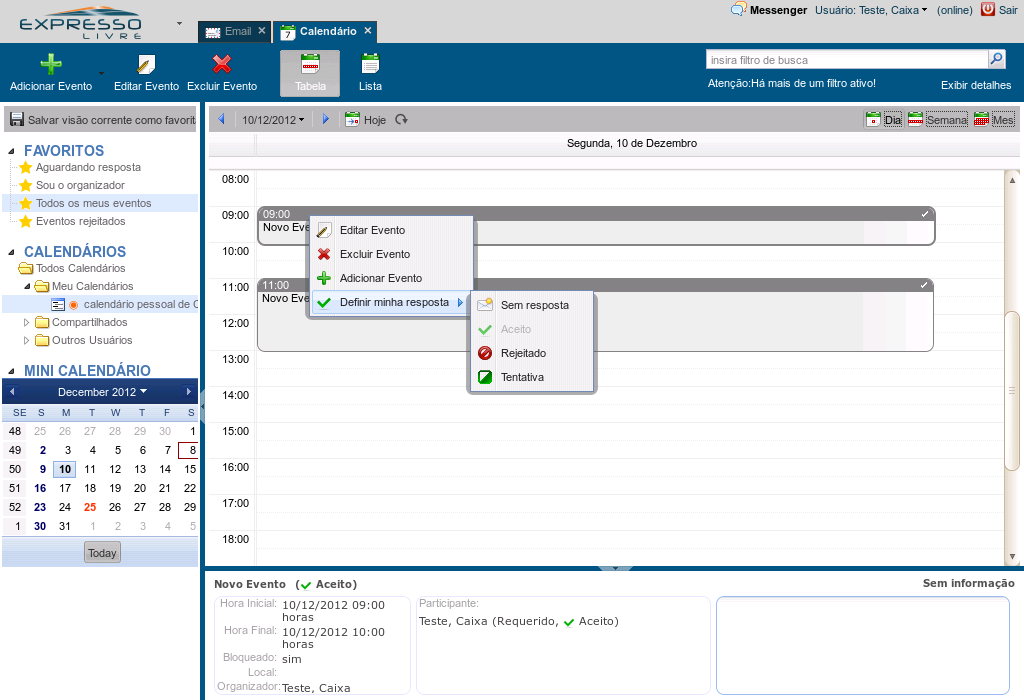 EXPRESSO
LIVRE
Email
Calendário
Messenger
Usuário: Teste, Caixa
(online)
Sair
Adicionar Evento
Editar Evento
Excluir Evento
Tabela
Lista
insira filtro de busca
Atenção:Há mais de um filtro ativo!
Exibir detalhes
Salvar visão corrente como favorit
10/12/2012
Hoje
Dia
Semana
Mes
FAVORITOS
Aguardando resposta
Sou o organizador
Todos os meus eventos
Eventos rejeitados
CALENDÁRIOS
Todos Calendários
Meu Calendários
calendário pessoal de C
Compartilhados
Outros Usuários
MINI CALENDÁRIO
December 2012
SE S M T W T F S
48 25 26 27 28 29 30 1
49 2 3 4 5 6 7 8
50 9 10 11 12 13 14 15
51 16 17 18 19 20 21 22
52 23 24 25 26 27 28 29
1 30 31 1 2 3 4 5
Today
Segunda, 10 de Dezembro
08:00
09:00
09:00
Novo Eve
10:00
11:00
11:00
Novo Eve
12:00
13:00
14:00
15:00
16:00
17:00
18:00
Editar Evento
Excluir Evento
Adicionar Evento
Definir minha resposta
Sem resposta
Aceito
Rejeitado
Tentativa
Novo Evento ( Aceito)
Sem informação
Hora Inicial: 10/12/2012 09:00
horas
Hora Final: 10/12/2012 10:00
horas
Bloqueado: sim
Local:
Organizador: Teste, Caixa
Participante:
Teste, Caixa (Requerido, Aceito)